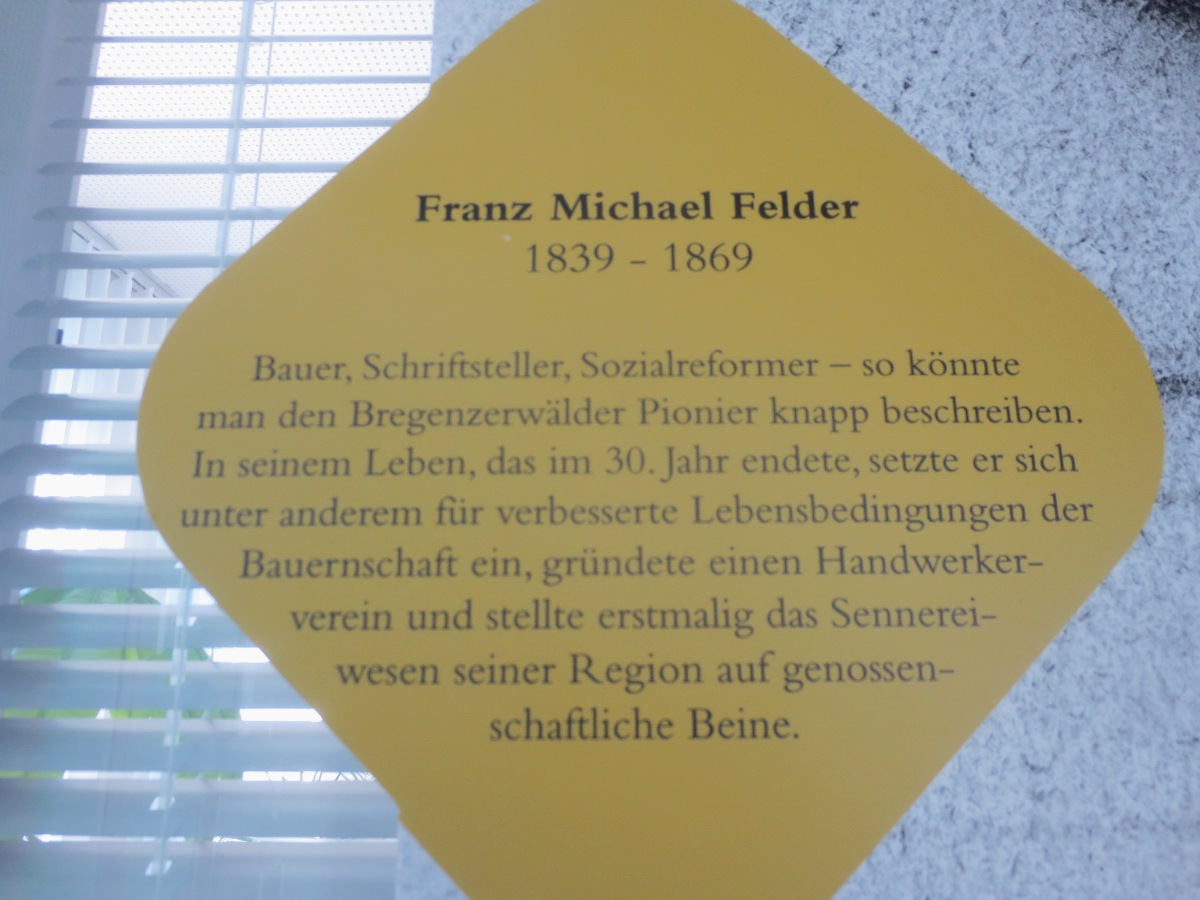 Franz Michael Felder
1839 – 1869
Bauer, Schriftsteller, Sozialreformer – so könnte
man den Bregenzerwälder Pionier knapp beschreiben.
In seinem Leben, das im 30. Jahr endete, setzte er sich
unter anderem für verbesserte Lebensbedingungen der
Bauernschaft ein, gründete einen Handwerker-
verein und stellte erstmalig das Sennerei-
wesen seiner Region auf genossen-
schaftliche Beine.